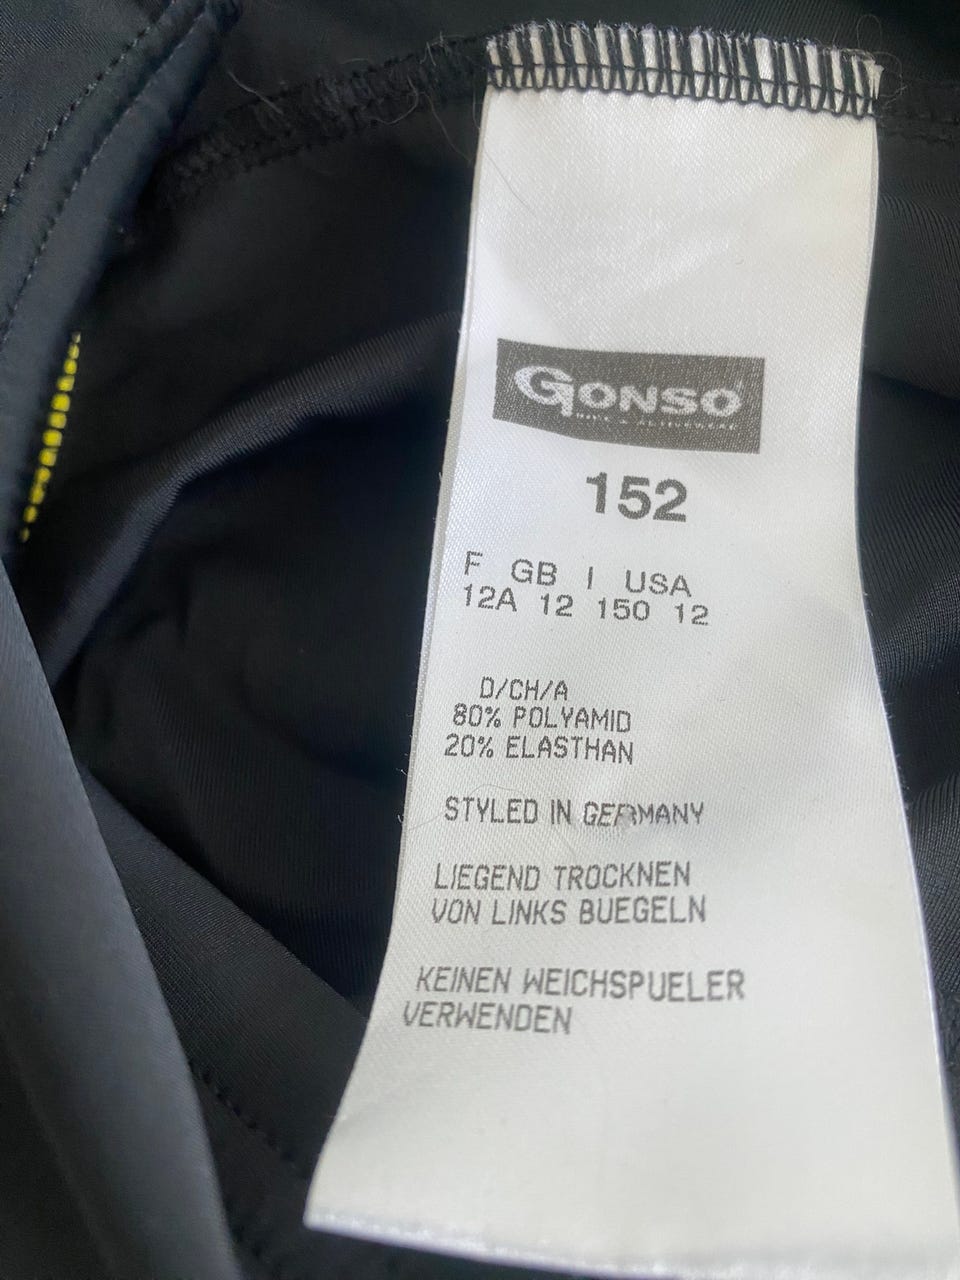 GONSO
152
F GB I USA
12A 12 150 12
D/CH/A
80% POLYAMID
20% ELASTHAN
STYLED IN GERMANY
LIEGEND TROCKNEN
VON LINKS BUEGELN
KEINEN WEICHSPUELER
VERWENDEN